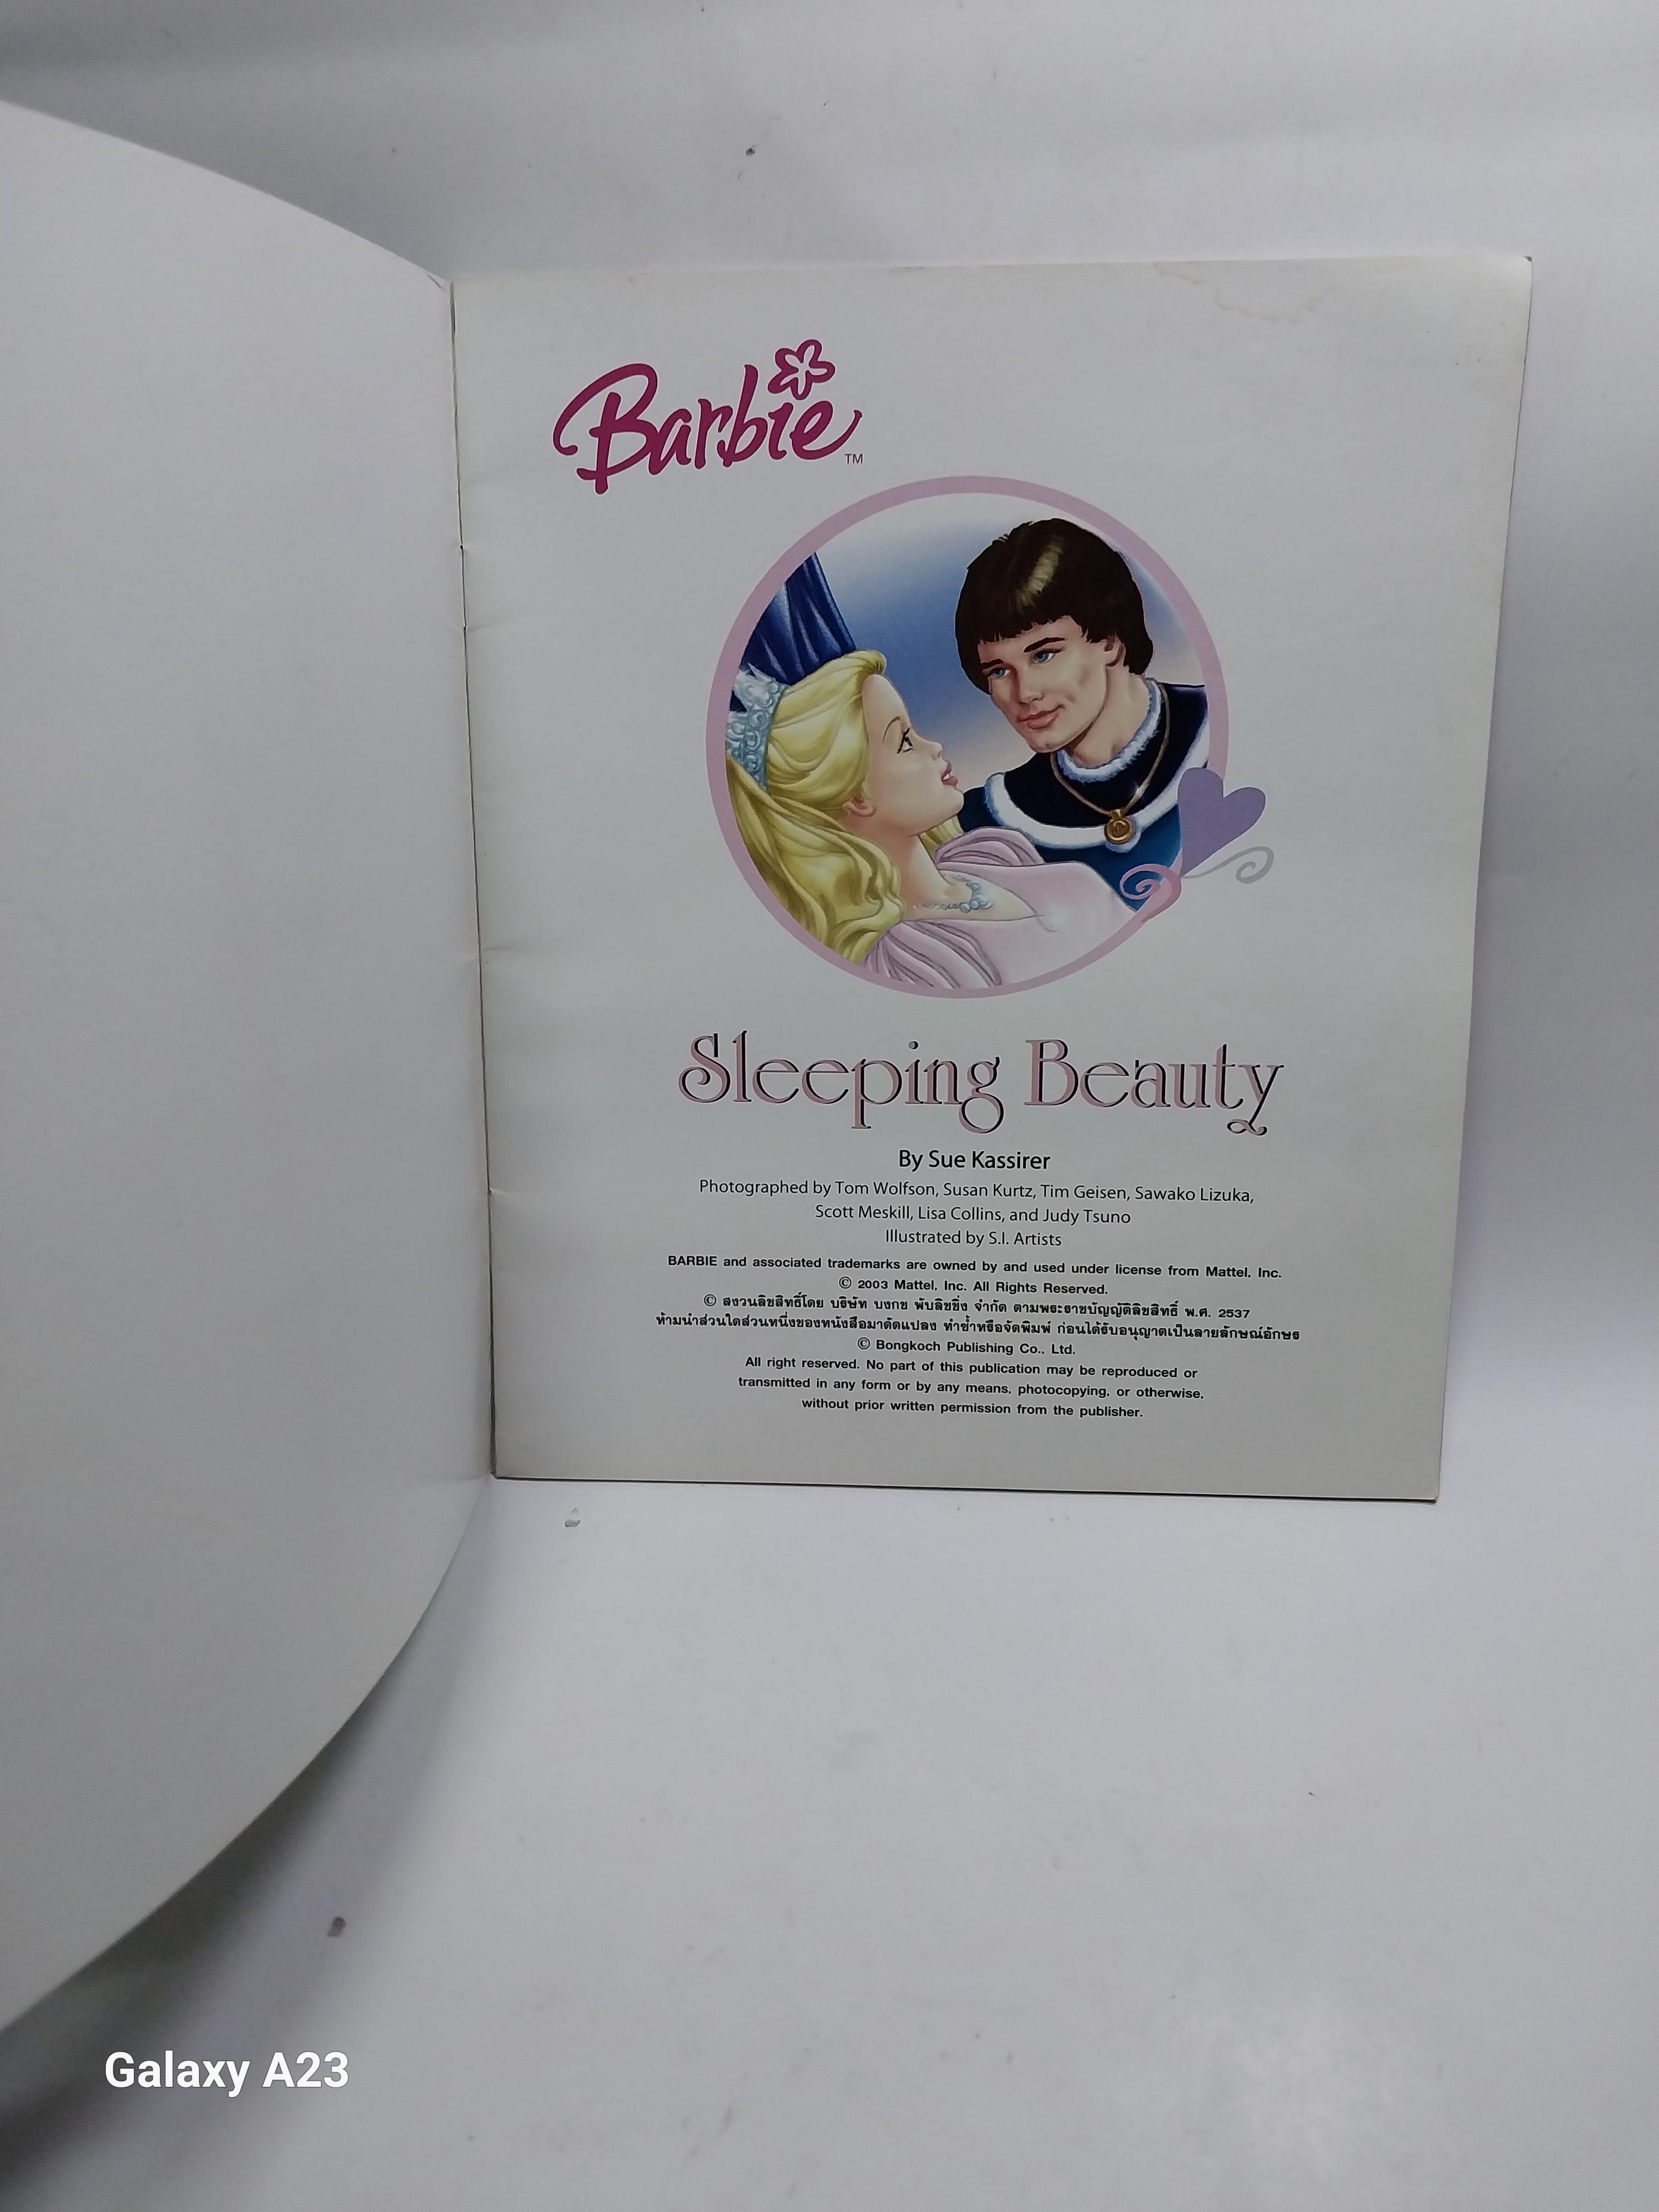 Barbie
TM
Sleeping Beauty
By Sue Kassirer
Photographed by Tom Wolfson, Susan Kurtz, Tim Geisen, Sawako Lizuka,
Scott Meskill, Lisa Collins, and Judy Tsuno
Illustrated by S.I. Artists
BARBIE and associated trademarks are owned by and used under license from Mattel, Inc.
© 2003 Mattel, Inc. All Rights Reserved.
© สงวนลิขสิทธิ์โดย บริษัท บงกช พับลิชชิ่ง จำกัด ตามพระราชบัญญัติลิขสิทธิ์ พ.ศ. 2537
ห้ามนำส่วนใดส่วนหนึ่งของหนังสือมาดัดแปลง ทำซ้ำหรือจัดพิมพ์ ก่อนได้รับอนุญาตเป็นลายลักษณ์อักษร
© Bongkoch Publishing Co., Ltd.
All right reserved. No part of this publication may be reproduced or
transmitted in any form or by any means, photocopying, or otherwise,
without prior written permission from the publisher.
Galaxy A23